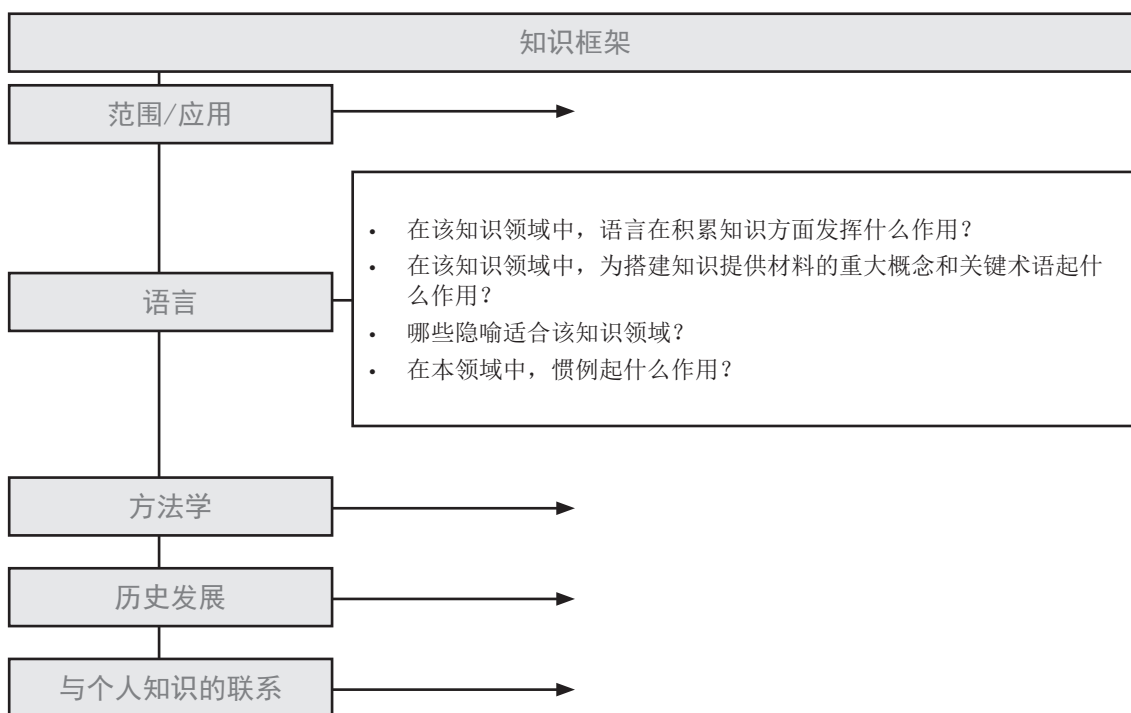 知识框架
范围/应用
语言
• 在该知识领域中，语言在积累知识方面发挥什么作用？
• 在该知识领域中，为搭建知识提供材料的重大概念和关键术语起什
么作用？
• 哪些隐喻适合该知识领域？
• 在本领域中，惯例起什么作用？
方法学
历史发展
与个人知识的联系